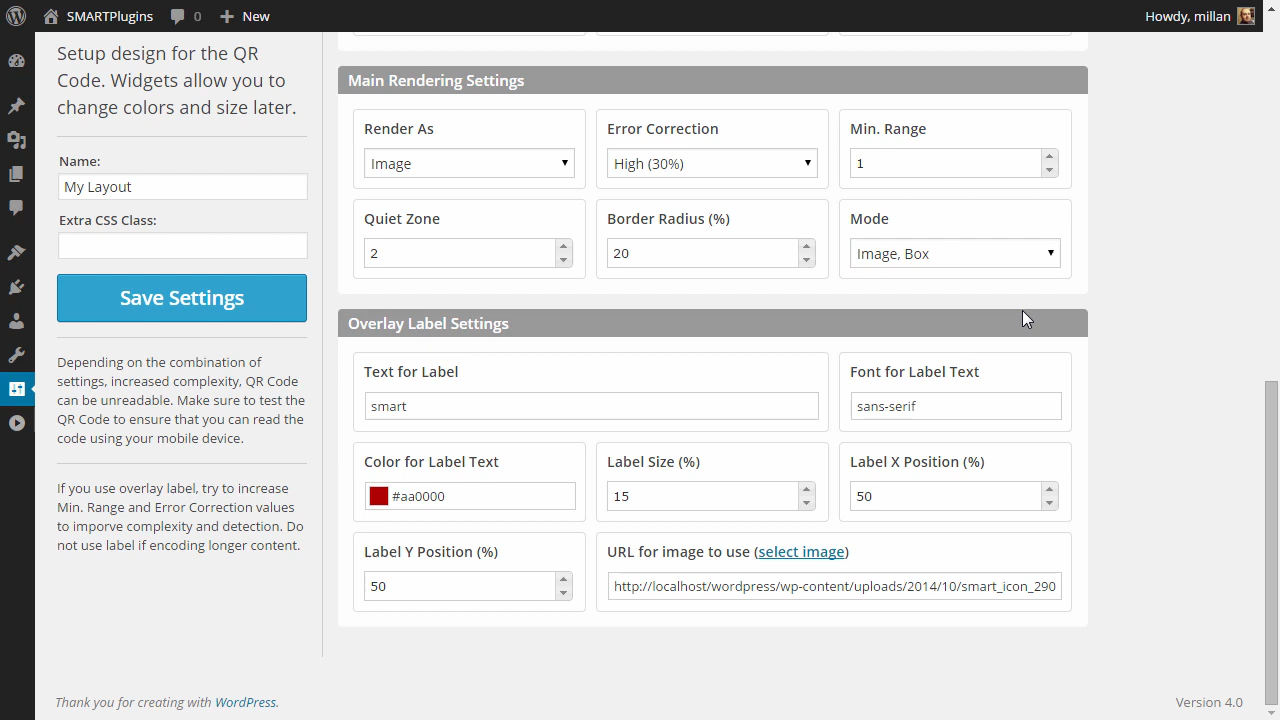 SMARTPlugins 0 New Howdy, millan
Setup design for the QR
Code. Widgets allow you to
change colors and size later.
Name:
My Layout
Extra CSS Class:
Save Settings
Depending on the combination of
settings, increased complexity, QR Code
can be unreadable. Make sure to test the
QR Code to ensure that you can read the
code using your mobile device.
If you use overlay label, try to increase
Min. Range and Error Correction values
to imporve complexity and detection. Do
not use label if encoding longer content.
Main Rendering Settings
Render As
Image
Error Correction
High (30%)
Min. Range
1
Quiet Zone
2
Border Radius (%)
20
Mode
Image, Box
Overlay Label Settings
Text for Label
smart
Font for Label Text
sans-serif
Color for Label Text
#aa0000
Label Size (%)
15
Label X Position (%)
50
Label Y Position (%)
50
URL for image to use (select image)
http://localhost/wordpress/wp-content/uploads/2014/10/smart_icon_290
Thank you for creating with WordPress.
Version 4.0